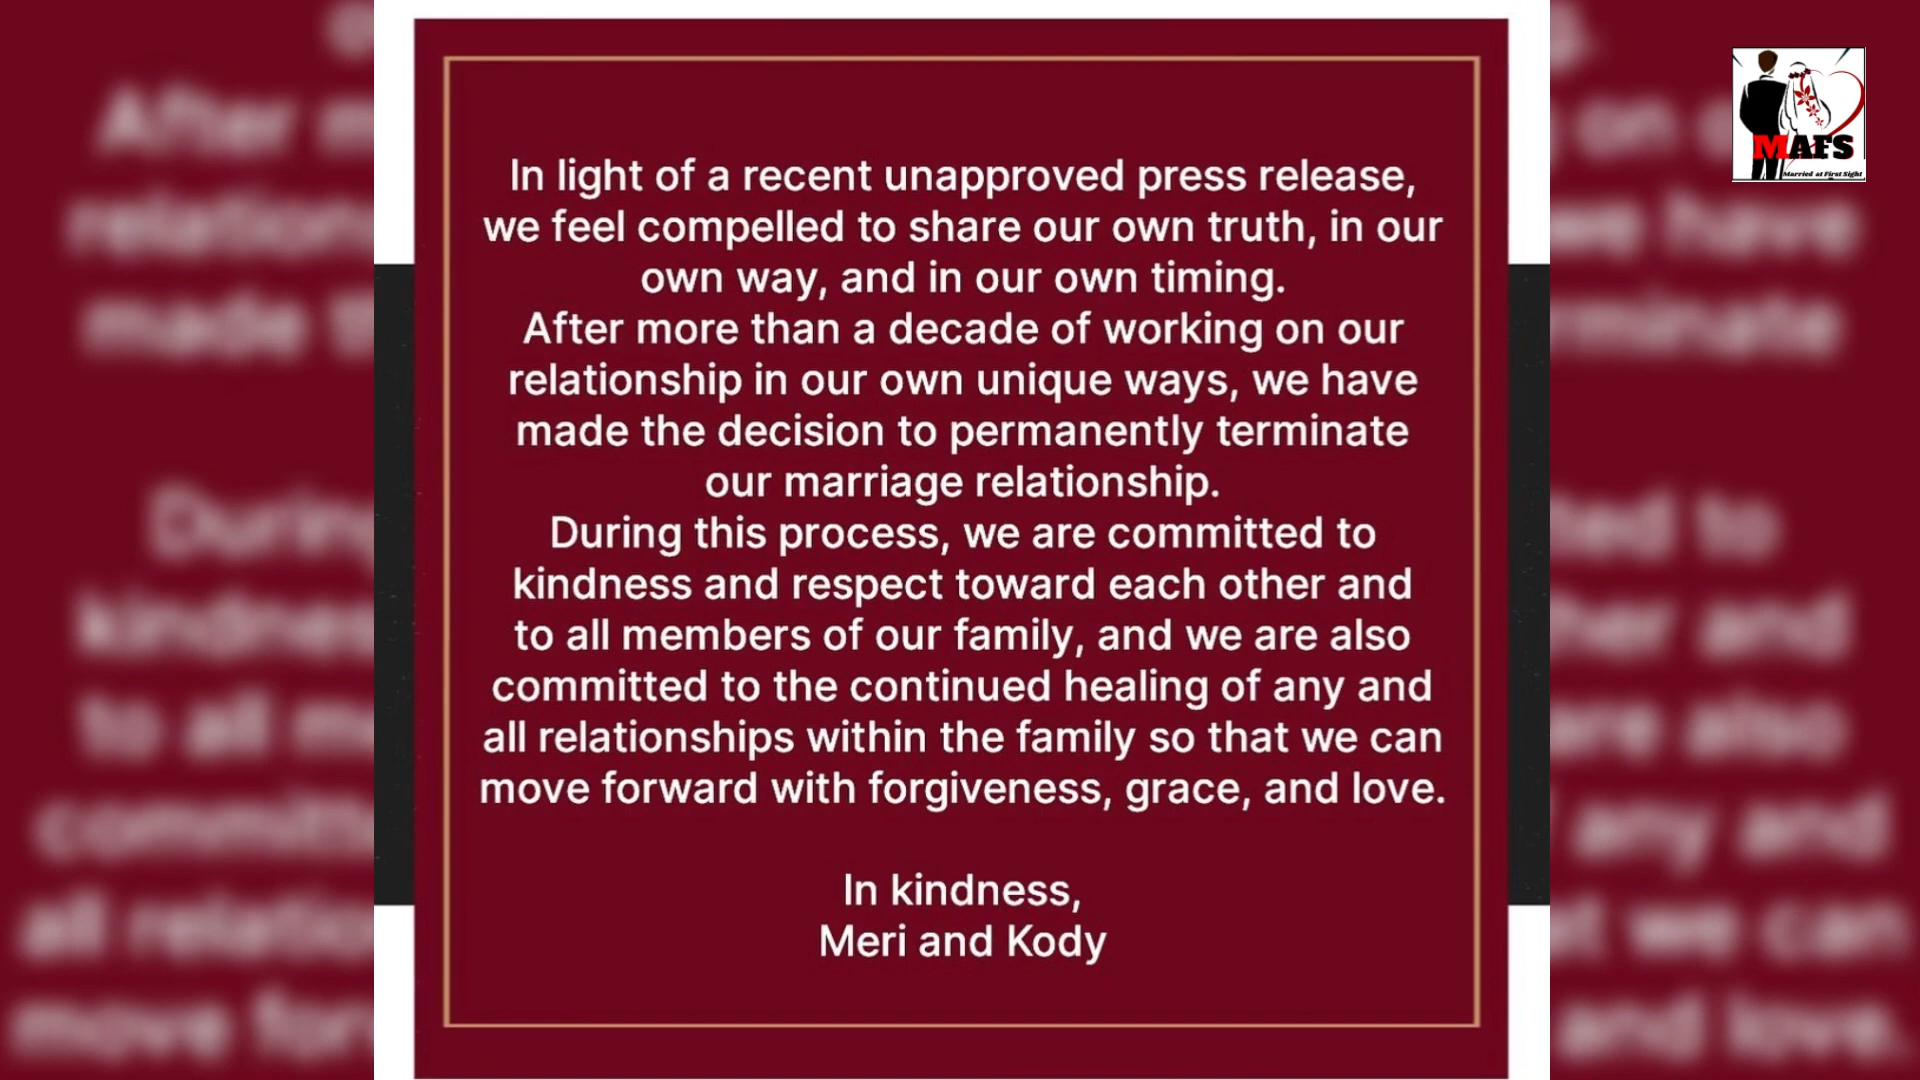 In light of a recent unapproved press release,
we feel compelled to share our own truth, in our
own way, and in our own timing.
After more than a decade of working on our
relationship in our own unique ways, we have
made the decision to permanently terminate
our marriage relationship.
During this process, we are committed to
kindness and respect toward each other and
to all members of our family, and we are also
committed to the continued healing of any and
all relationships within the family so that we can
move forward with forgiveness, grace, and love.
In kindness,
Meri and Kody
MAFS
Married at First Sight